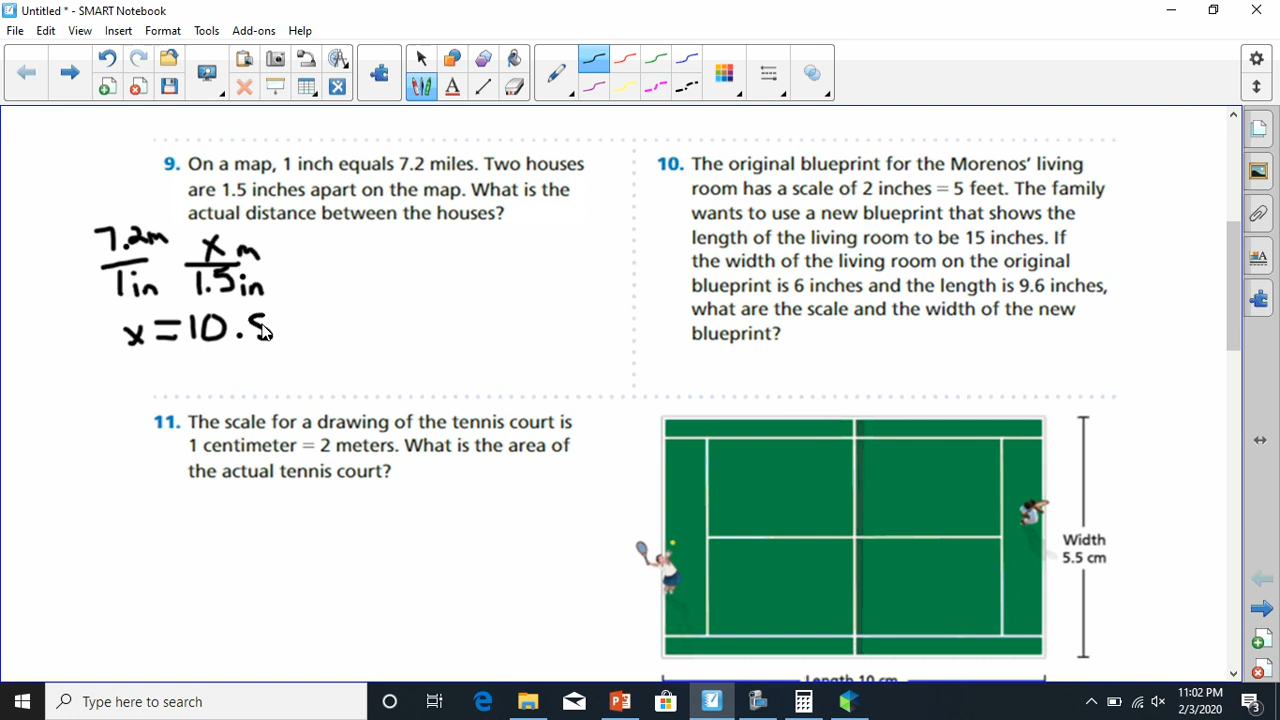 Untitled * - SMART Notebook
File Edit View Insert Format Tools Add-ons Help
9. On a map, 1 inch equals 7.2 miles. Two houses
are 1.5 inches apart on the map. What is the
actual distance between the houses?
7.2m x m
1in 1.5in
x = 10.
10. The original blueprint for the Morenos' living
room has a scale of 2 inches = 5 feet. The family
wants to use a new blueprint that shows the
length of the living room to be 15 inches. If
the width of the living room on the original
blueprint is 6 inches and the length is 9.6 inches,
what are the scale and the width of the new
blueprint?
11. The scale for a drawing of the tennis court is
1 centimeter = 2 meters. What is the area of
the actual tennis court?
Width
5.5 cm
Length 10 cm
Type here to search
11:02 PM
2/3/2020
3